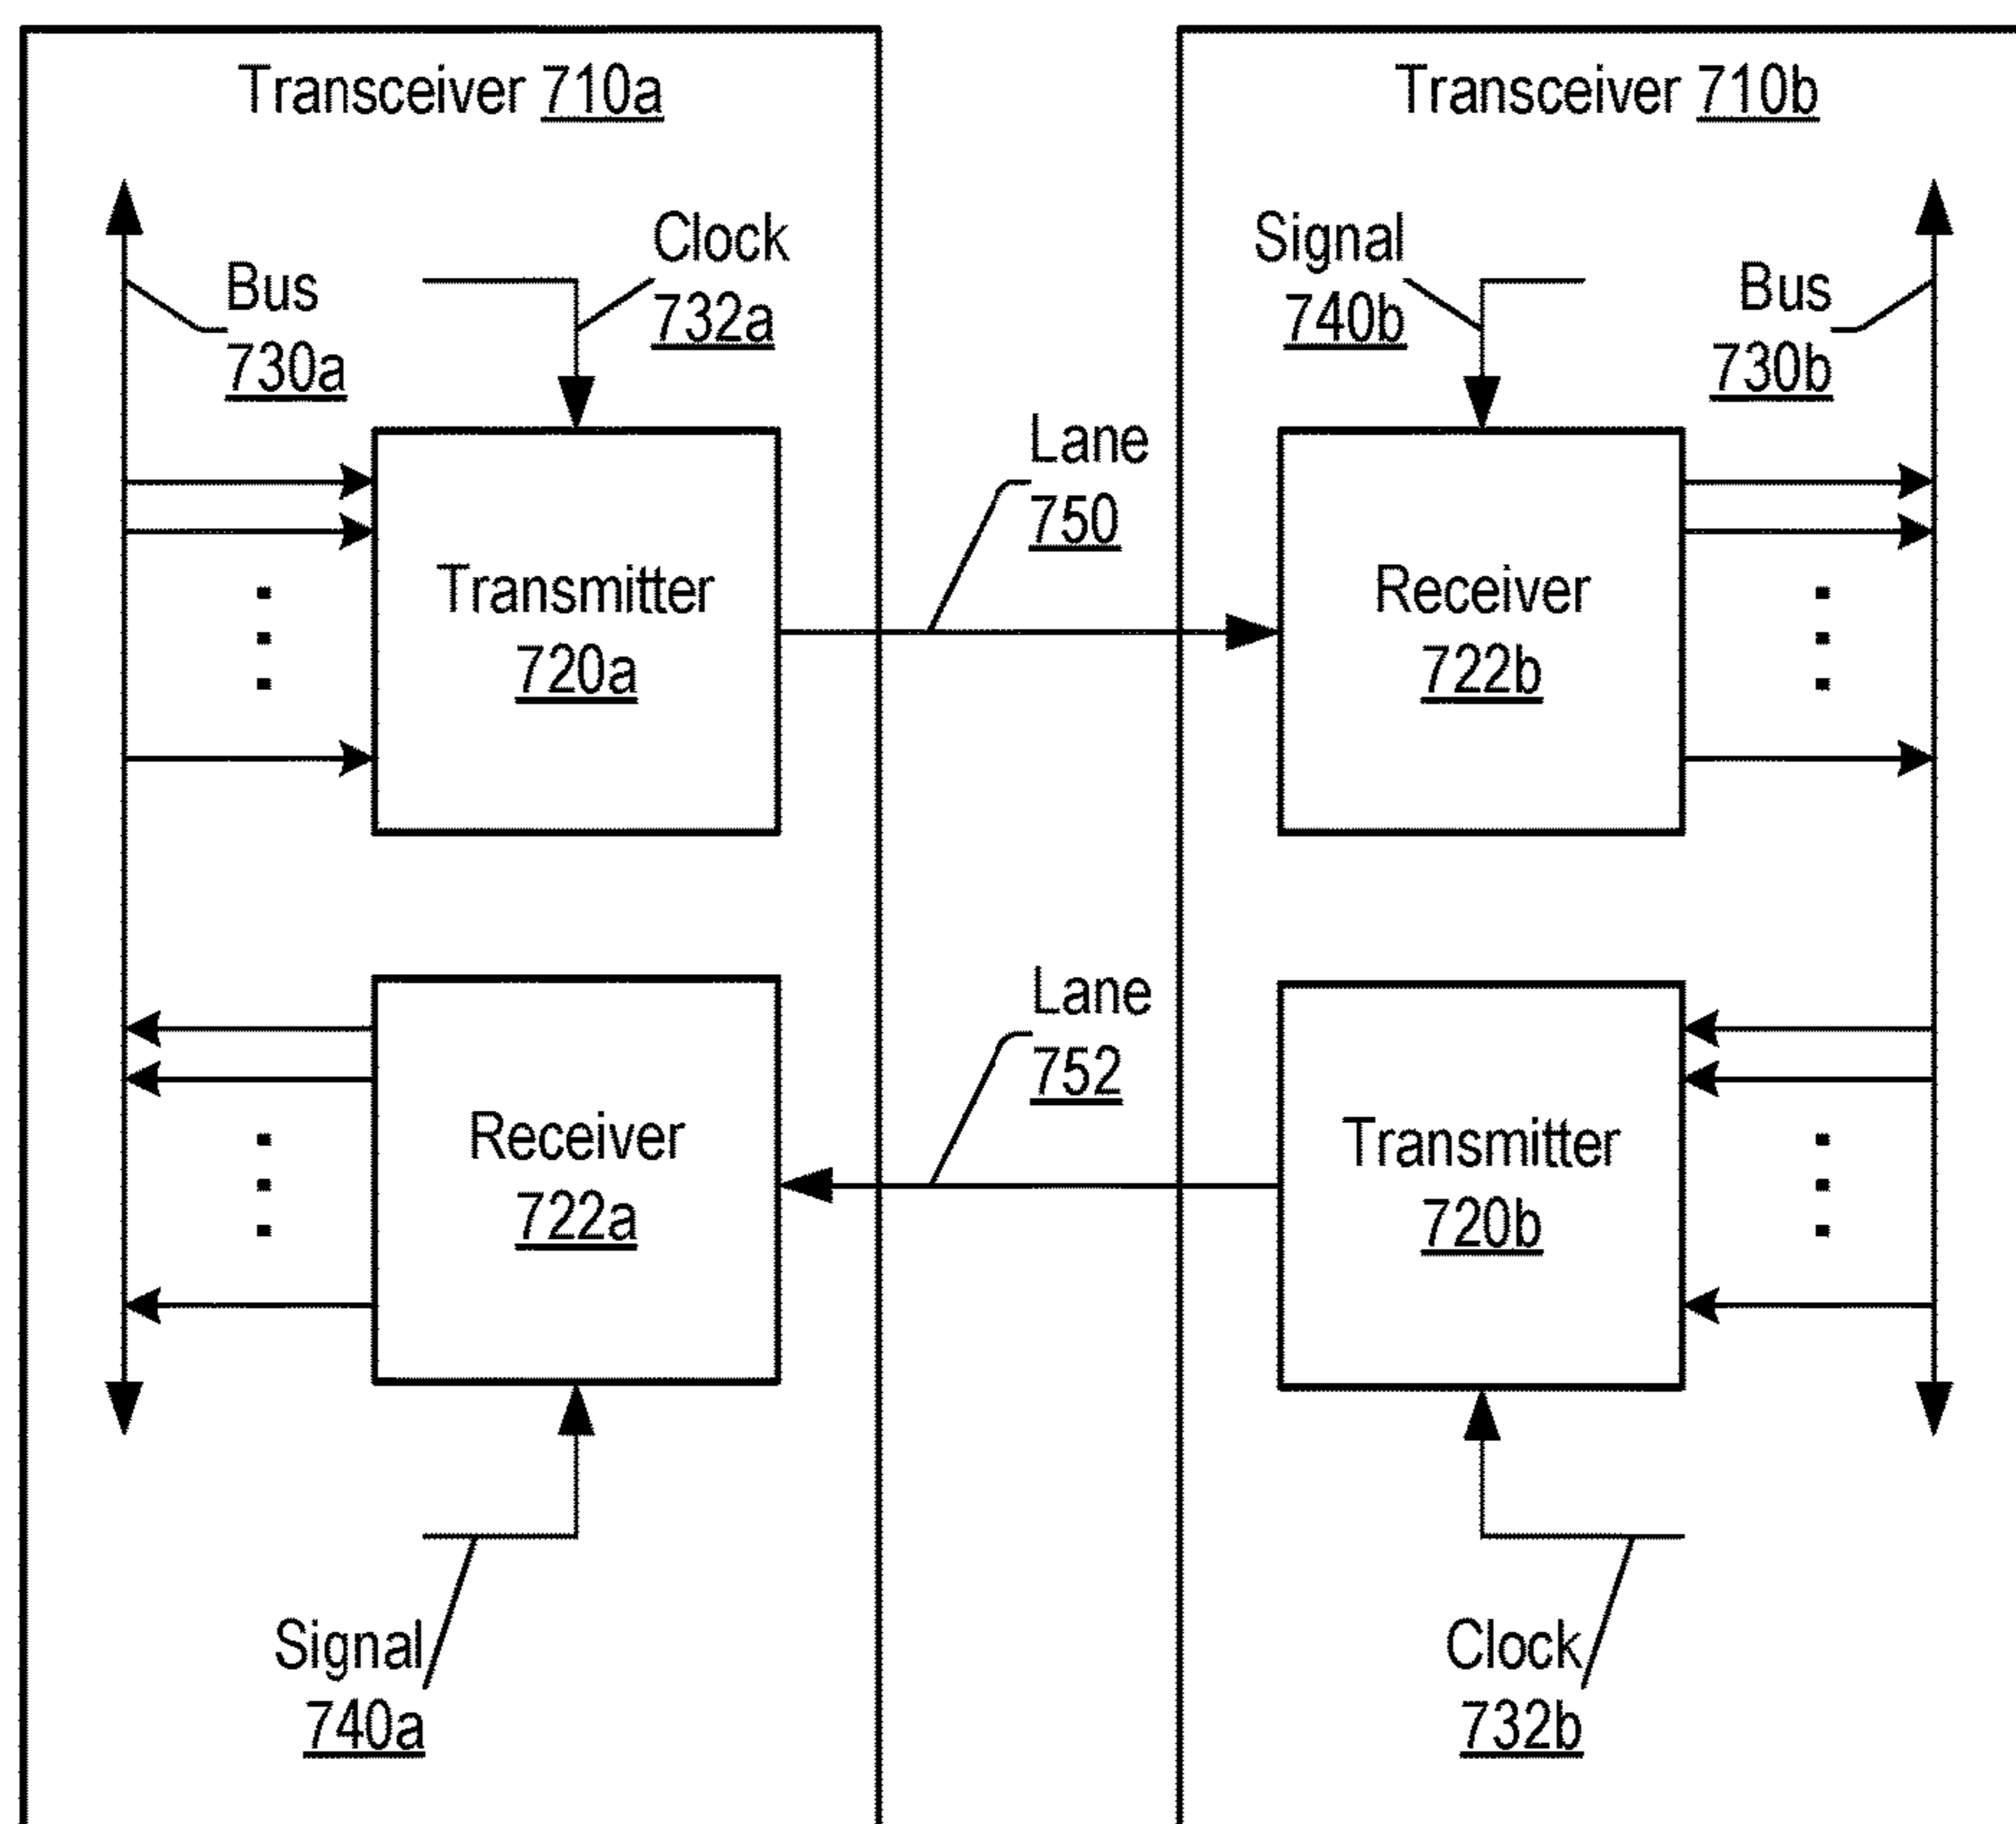 Transceiver 710a
Transceiver 710b
Bus
730a
Clock
732a
Signal
740b
Bus
730b
Lane
750
Transmitter
720a
Receiver
722b
Lane
752
Receiver
722a
Transmitter
720b
Signal
740a
Clock
732b